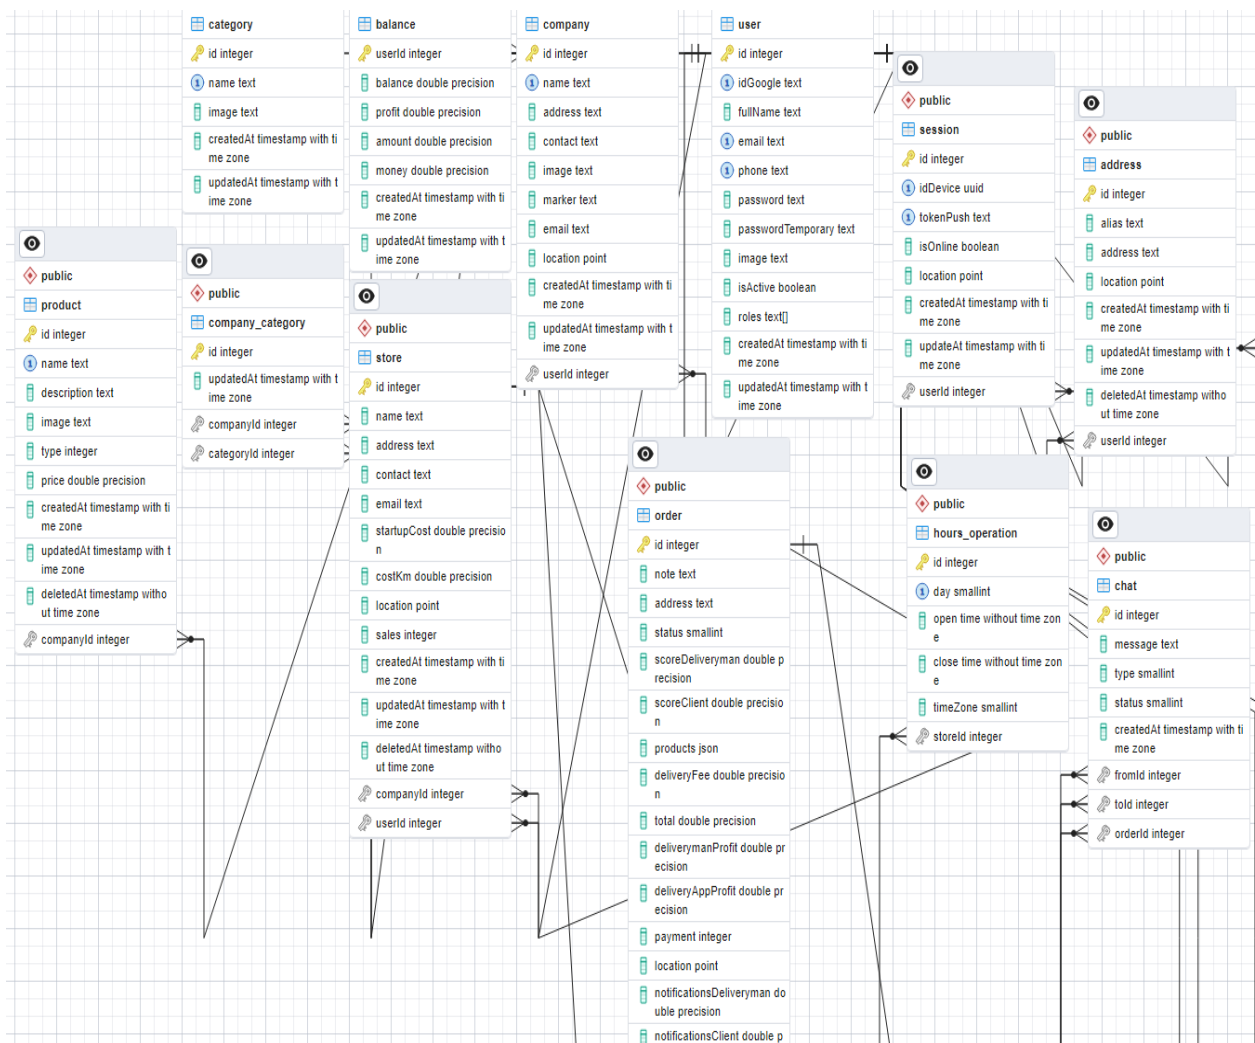 category
id integer
name text
image text
createdAt timestamp with ti
me zone
updatedAt timestamp with t
ime zone
balance
userId integer
balance double precision
profit double precision
amount double precision
money double precision
createdAt timestamp with ti
me zone
updatedAt timestamp with t
ime zone
company
id integer
name text
address text
contact text
image text
marker text
email text
location point
createdAt timestamp with ti
me zone
updatedAt timestamp with t
ime zone
userId integer
user
id integer
idGoogle text
fullName text
email text
phone text
password text
passwordTemporary text
image text
isActive boolean
roles text[]
createdAt timestamp with ti
me zone
updatedAt timestamp with t
ime zone
public
session
id integer
idDevice uuid
tokenPush text
isOnline boolean
location point
createdAt timestamp with ti
me zone
updateAt timestamp with ti
me zone
userId integer
public
address
id integer
alias text
address text
location point
createdAt timestamp with ti
me zone
updatedAt timestamp with t
ime zone
deletedAt timestamp witho
ut time zone
userId integer
public
product
id integer
name text
description text
image text
type integer
price double precision
createdAt timestamp with ti
me zone
updatedAt timestamp with t
ime zone
deletedAt timestamp witho
ut time zone
companyId integer
public
company_category
id integer
updatedAt timestamp with t
ime zone
companyId integer
categoryId integer
public
store
id integer
name text
address text
contact text
email text
startupCost double precisio
n
costKm double precision
location point
sales integer
createdAt timestamp with ti
me zone
updatedAt timestamp with t
ime zone
deletedAt timestamp witho
ut time zone
companyId integer
userId integer
public
order
id integer
note text
address text
status smallint
scoreDeliveryman double p
recision
scoreClient double precisio
n
products json
deliveryFee double precisio
n
total double precision
deliverymanProfit double pr
ecision
deliveryAppProfit double pr
ecision
payment integer
location point
notificationsDeliveryman do
uble precision
notificationsClient double p
public
hours_operation
id integer
day smallint
open time without time zon
e
close time without time zon
e
timeZone smallint
storeId integer
public
chat
id integer
message text
type smallint
status smallint
createdAt timestamp with ti
me zone
fromId integer
toId integer
orderId integer